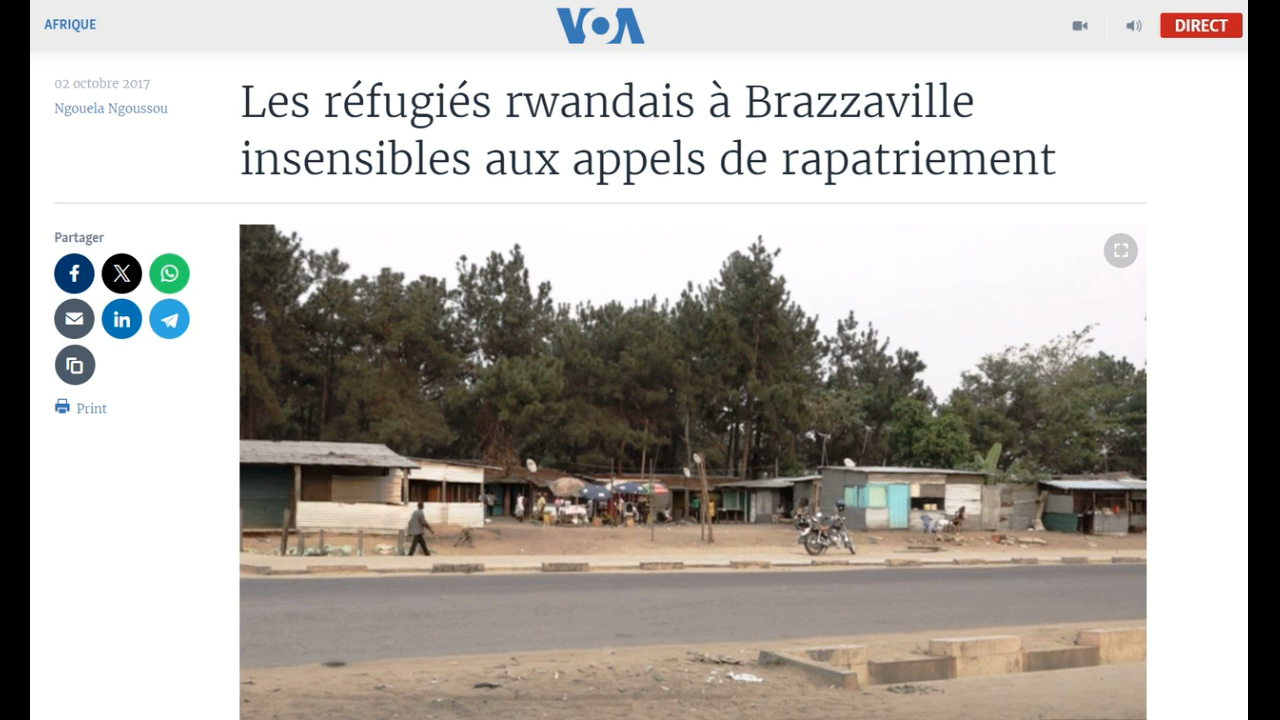 AFRIQUE
VOA
DIRECT
02 octobre 2017
Ngouela Ngoussou
Les réfugiés rwandais à Brazzaville
insensibles aux appels de rapatriement
Partager
Print